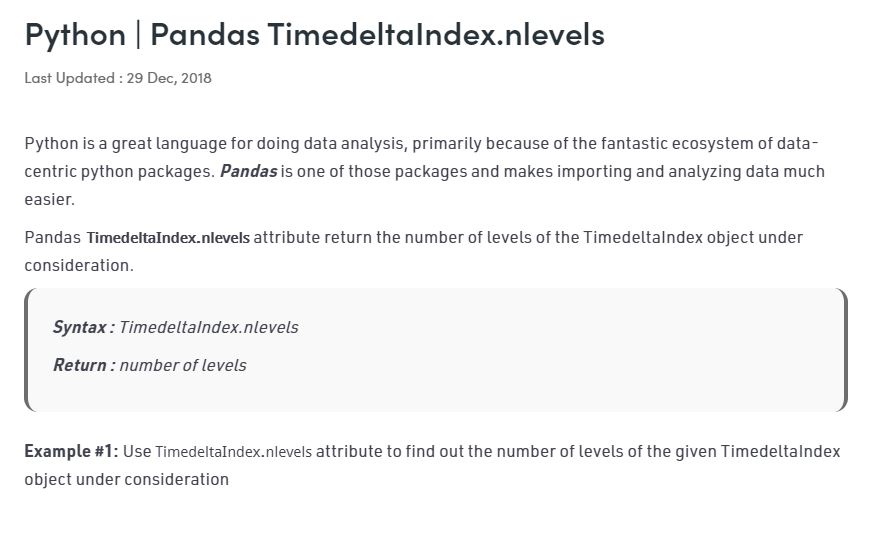 Python | Pandas TimedeltaIndex.nlevels
Last Updated : 29 Dec, 2018
Python is a great language for doing data analysis, primarily because of the fantastic ecosystem of data-
centric python packages. Pandas is one of those packages and makes importing and analyzing data much
easier.
Pandas TimedeltaIndex.nlevels attribute return the number of levels of the TimedeltaIndex object under
consideration.
Syntax : TimedeltaIndex.nlevels
Return : number of levels
Example #1: Use TimedeltaIndex.nlevels attribute to find out the number of levels of the given TimedeltaIndex
object under consideration